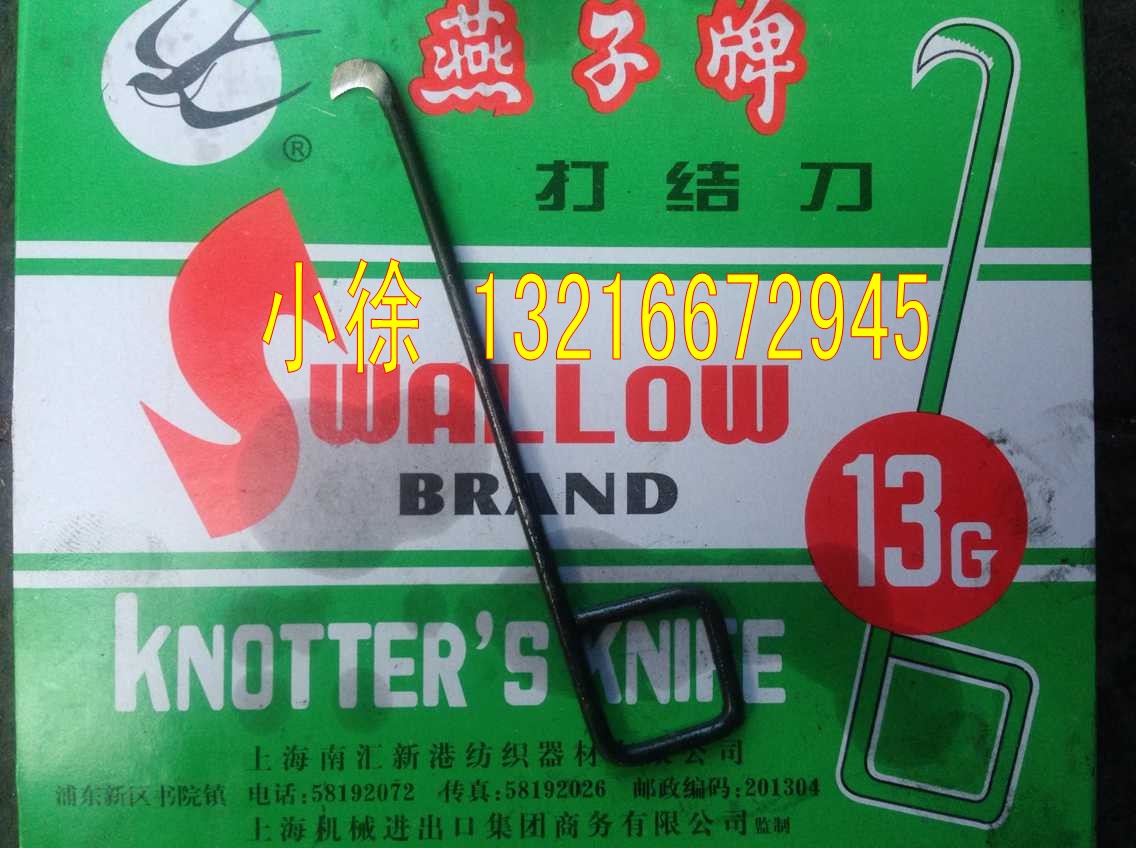 燕子牌
®
打结刀
小徐 13216672945
SWALLOW
BRAND
13G
KNOTTER'S KNIFE
上海南汇新港纺织器材 限公司
浦东新区书院镇 电话:58192072 传真:58192026 邮政编码:201304
上海机械进出口集团商务有限公司监制